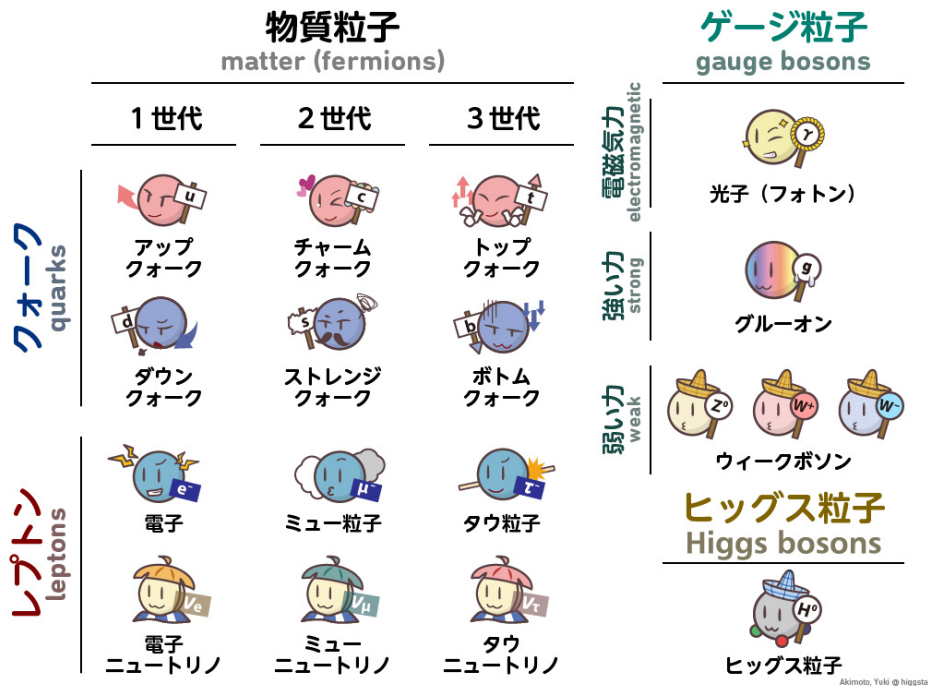 物質粒子
matter (fermions)
1世代
2世代
3世代
クォーク
quarks
u
アップ
クォーク
c
チャーム
クォーク
t
トップ
クォーク
d
ダウン
クォーク
s
ストレンジ
クォーク
b
ボトム
クォーク
レプトン
leptons
e⁻
電子
μ⁻
ミュー粒子
τ⁻
タウ粒子
νe
電子
ニュートリノ
νμ
ミュー
ニュートリノ
ντ
タウ
ニュートリノ
ゲージ粒子
gauge bosons
電磁気力
electromagnetic
γ
光子（フォトン）
強い力
strong
g
グルーオン
弱い力
weak
Z⁰
W⁺
W⁻
ウィークボソン
ヒッグス粒子
Higgs bosons
H⁰
ヒッグス粒子
Akimoto, Yuki @ higgsta